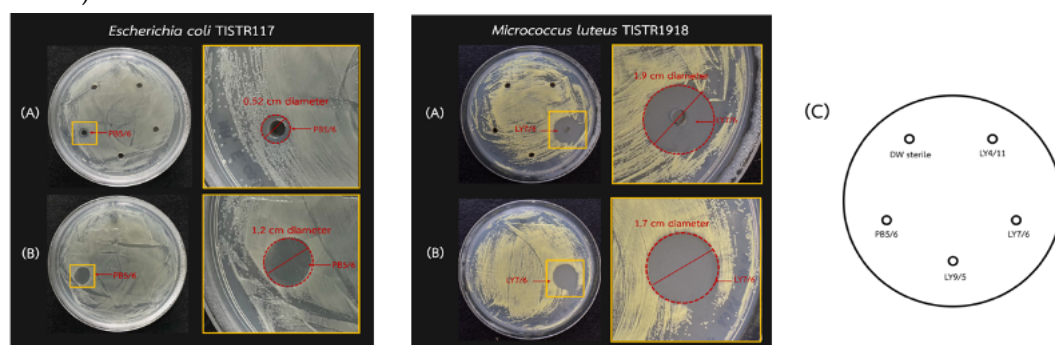 Escherichia coli TISTR117
(A)
0.52 cm diameter
PB5/6
PB5/6
(B)
1.2 cm diameter
PB5/6
PB5/6
Micrococcus luteus TISTR1918
(A)
1.9 cm diameter
LY7/6
LY7/6
(B)
1.7 cm diameter
LY7/6
LY7/6
(C)
DW sterile
LY4/11
PB5/6
LY7/6
LY9/5